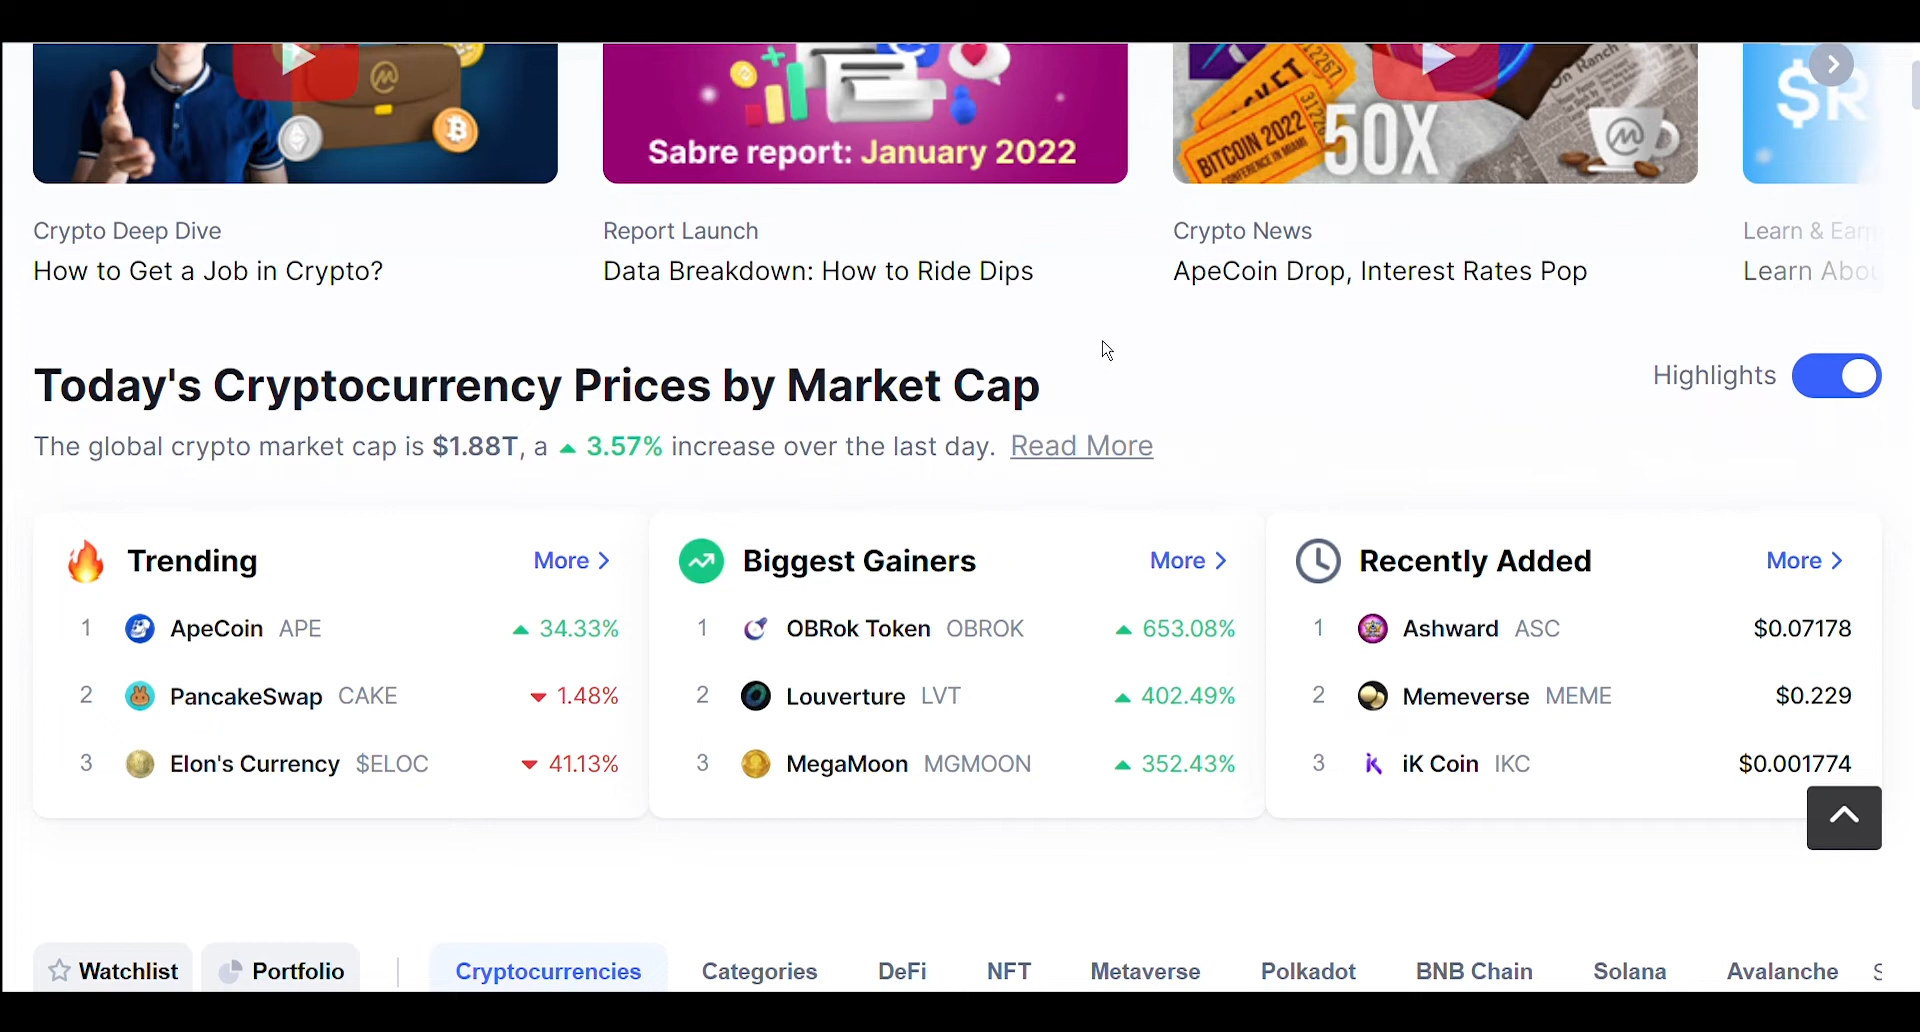 Sabre report: January 2022
BITCOIN 2022
50X
$R
Crypto Deep Dive
How to Get a Job in Crypto?
Report Launch
Data Breakdown: How to Ride Dips
Crypto News
ApeCoin Drop, Interest Rates Pop
Learn & Earn
Learn Abou
Today's Cryptocurrency Prices by Market Cap
Highlights
The global crypto market cap is $1.88T, a ▲ 3.57% increase over the last day. Read More
Trending
More >
1 ApeCoin APE ▲ 34.33%
2 PancakeSwap CAKE ▼ 1.48%
3 Elon's Currency $ELOC ▼ 41.13%
Biggest Gainers
More >
1 OBRok Token OBROK ▲ 653.08%
2 Louverture LVT ▲ 402.49%
3 MegaMoon MGMOON ▲ 352.43%
Recently Added
More >
1 Ashward ASC $0.07178
2 Memeverse MEME $0.229
3 iK Coin IKC $0.001774
Watchlist Portfolio Cryptocurrencies Categories DeFi NFT Metaverse Polkadot BNB Chain Solana Avalanche S